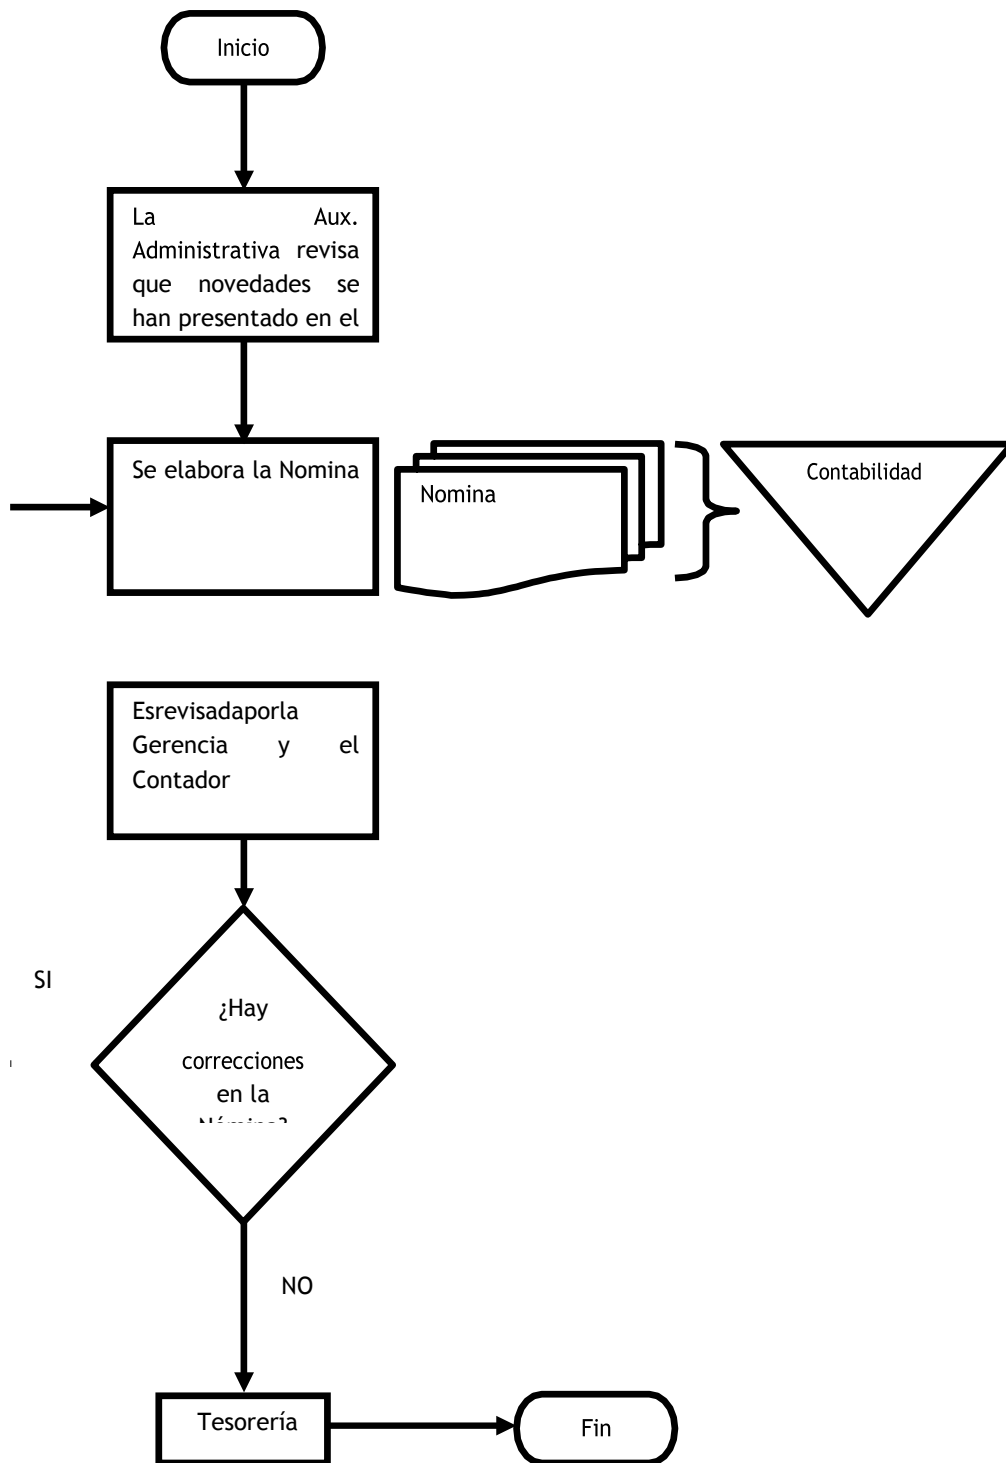 Inicio
La Aux.
Administrativa revisa
que novedades se
han presentado en el
Se elabora la Nomina
Nomina
Contabilidad
Esrevisadaporla
Gerencia y el
Contador
SI
¿Hay
correcciones
en la
NO
Tesorería
Fin